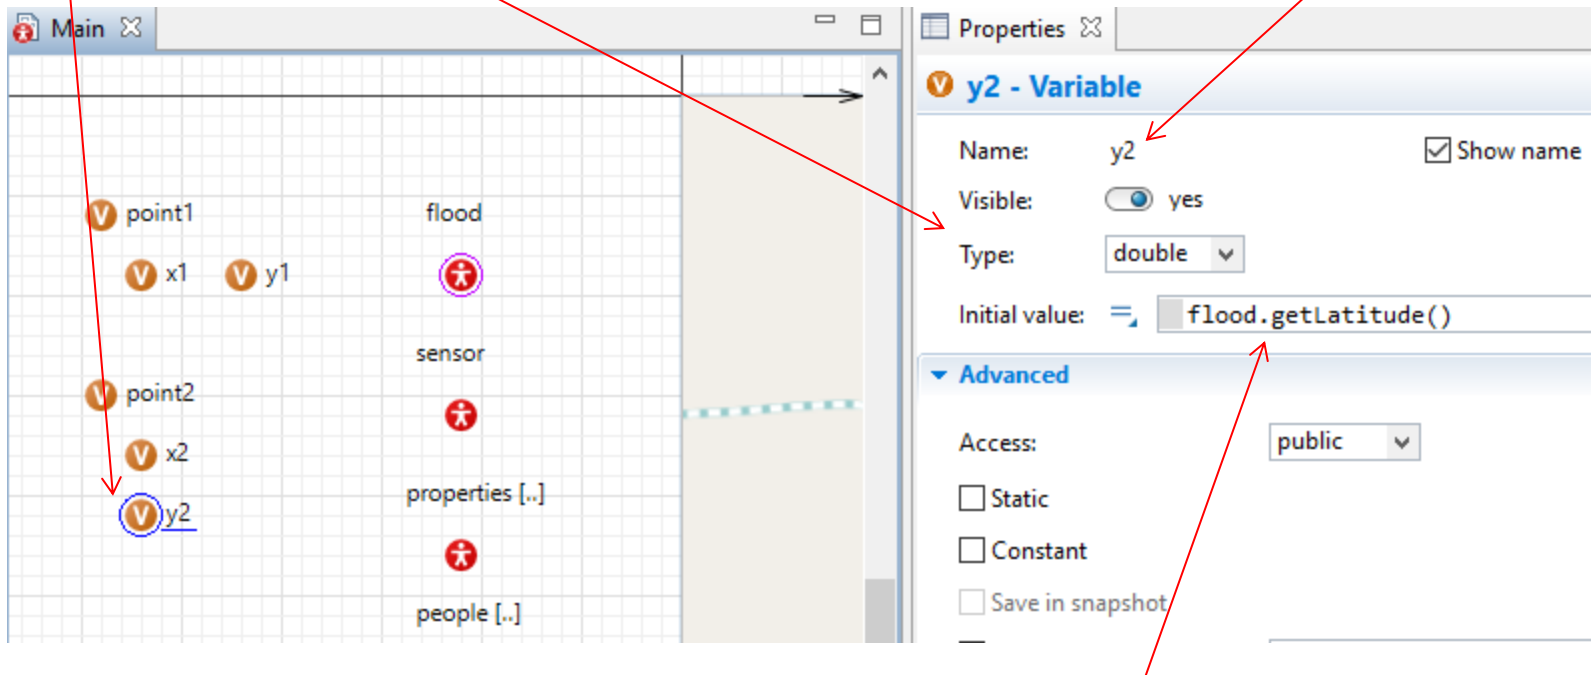 Main
point1
x1
y1
point2
x2
y2
flood
sensor
properties [..]
people [..]
Properties
y2 - Variable
Name: y2 Show name
Visible: yes
Type: double
Initial value: flood.getLatitude()
Advanced
Access: public
Static
Constant
Save in snapshot